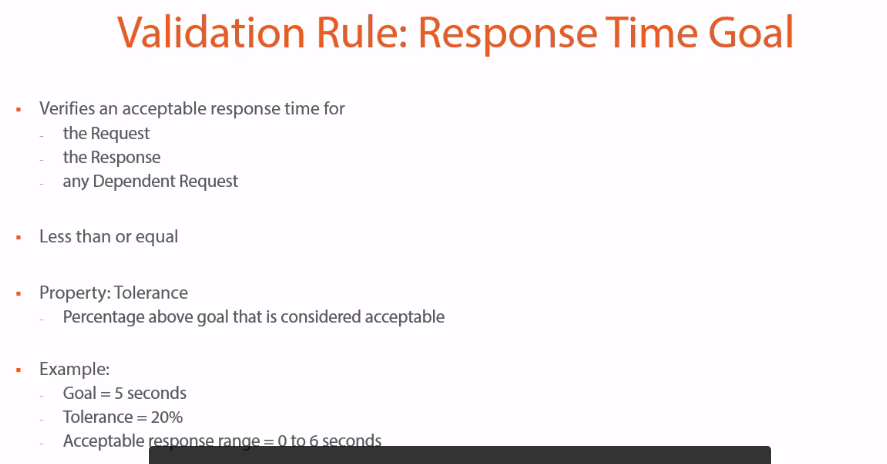 Validation Rule: Response Time Goal
▪ Verifies an acceptable response time for
- the Request
- the Response
- any Dependent Request
▪ Less than or equal
▪ Property: Tolerance
- Percentage above goal that is considered acceptable
▪ Example:
- Goal = 5 seconds
- Tolerance = 20%
- Acceptable response range = 0 to 6 seconds